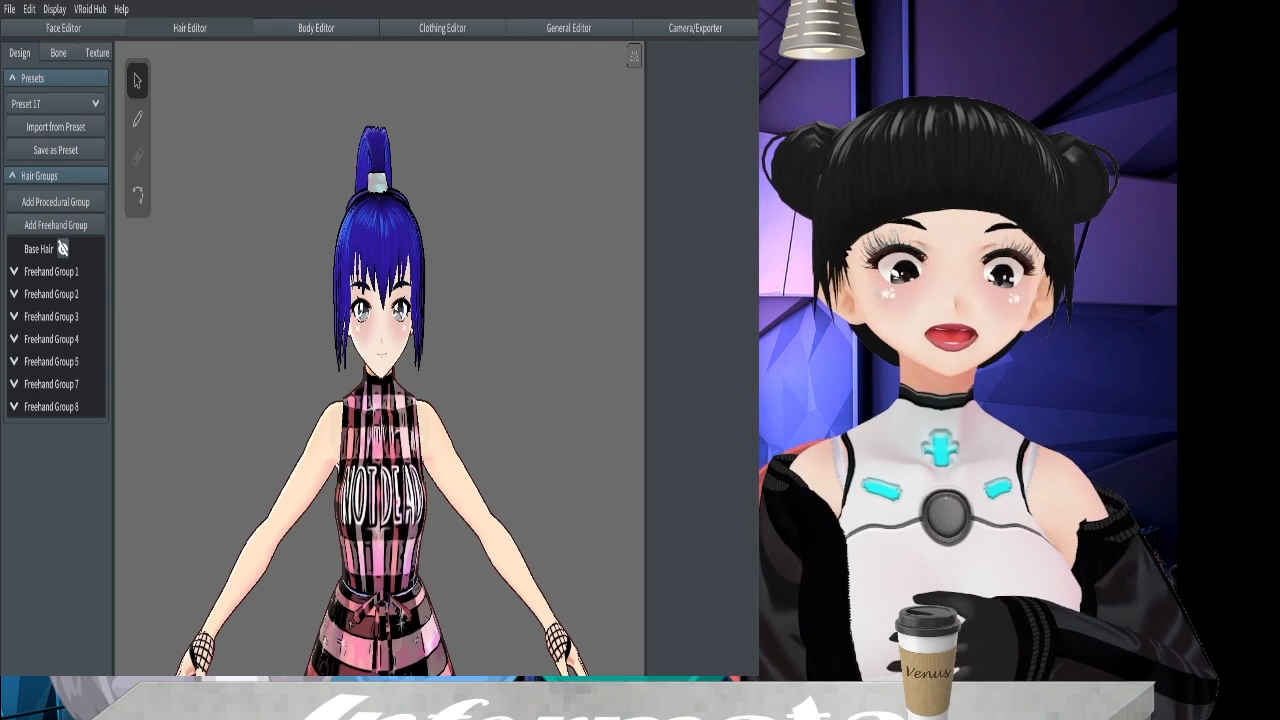 File Edit Display VRoid Hub Help
Face Editor Hair Editor Body Editor Clothing Editor General Editor Camera/Exporter
Design Bone Texture
Presets
Preset 17
Import from Preset
Save as Preset
Hair Groups
Add Procedural Group
Add Freehand Group
Base Hair
Freehand Group 1
Freehand Group 2
Freehand Group 3
Freehand Group 4
Freehand Group 5
Freehand Group 7
Freehand Group 8
NOT DEAD
Venus